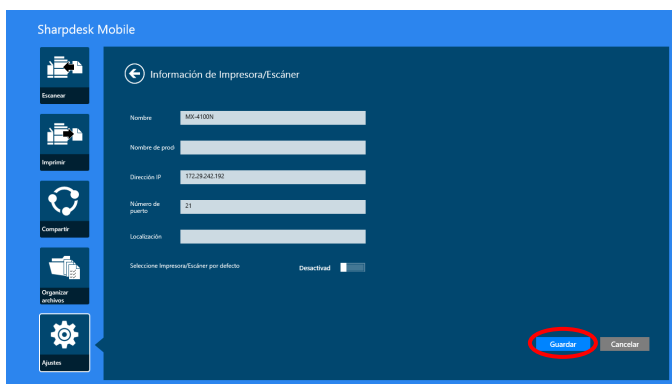 Sharpdesk Mobile
Escanear
Imprimir
Compartir
Organizar
archivos
Ajustes
Información de Impresora/Escáner
Nombre
MX-4100N
Nombre de prod
Dirección IP
172.29.242.192
Número de
puerto
21
Localización
Seleccione Impresora/Escáner por defecto
Desactivad
Guardar
Cancelar